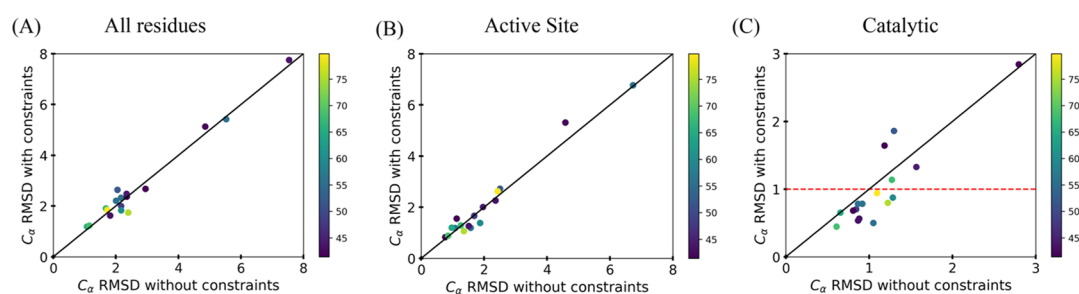 (A) All residues
(B) Active Site
(C) Catalytic
8
6
4
2
0
Cα RMSD with constraints
0 2 4 6 8
Cα RMSD without constraints
75
70
65
60
55
50
45
8
6
4
2
0
Cα RMSD with constraints
0 2 4 6 8
Cα RMSD without constraints
75
70
65
60
55
50
45
3
2
1
0
Cα RMSD with constraints
0 1 2 3
Cα RMSD without constraints
75
70
65
60
55
50
45